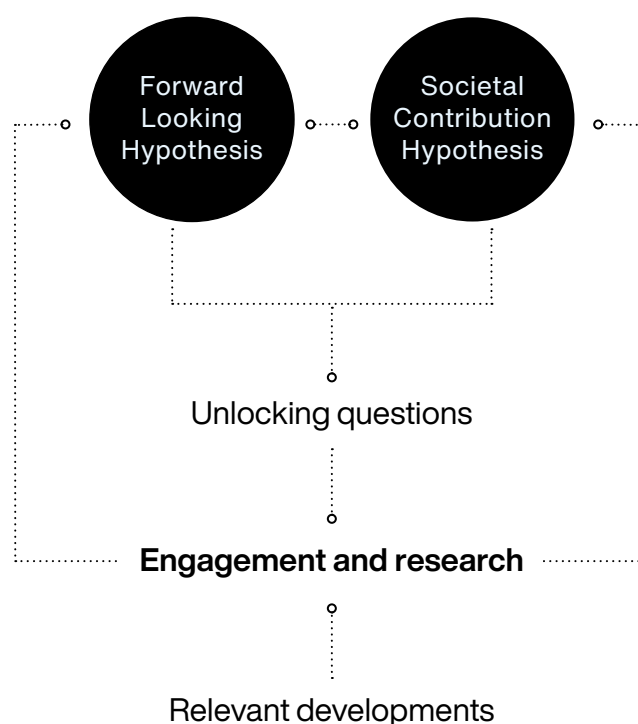 Forward
Looking
Hypothesis
Societal
Contribution
Hypothesis
Unlocking questions
Engagement and research
Relevant developments